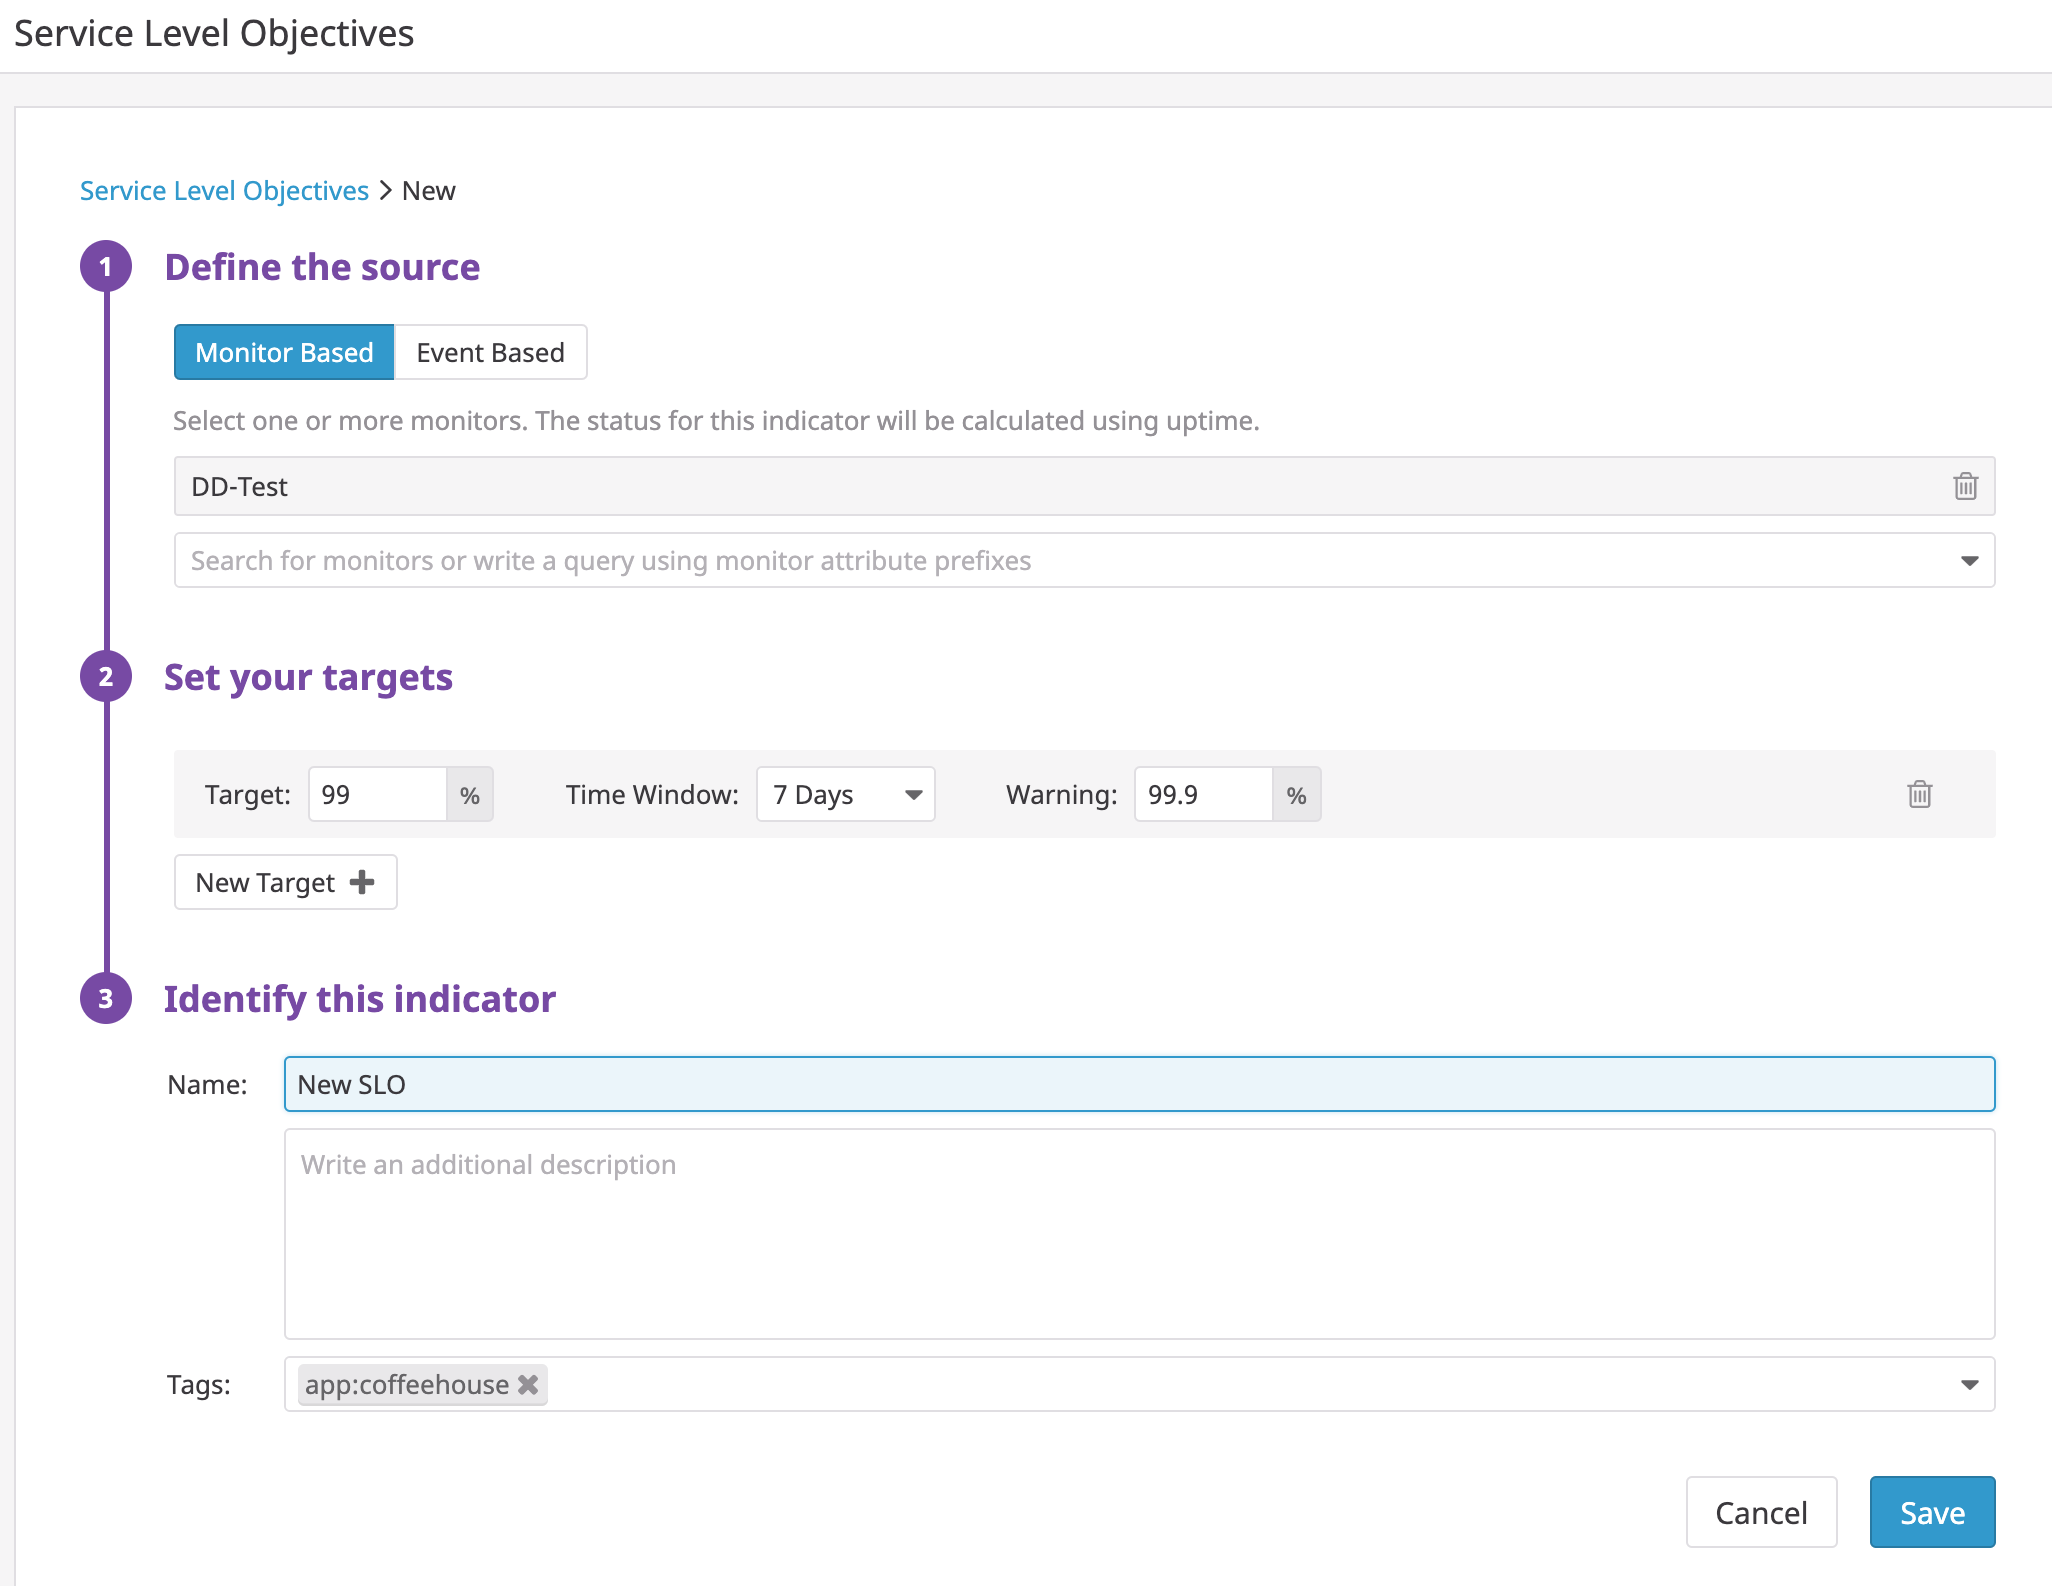 Service Level Objectives
Service Level Objectives > New
1 Define the source
Monitor Based Event Based
Select one or more monitors. The status for this indicator will be calculated using uptime.
DD-Test
Search for monitors or write a query using monitor attribute prefixes
2 Set your targets
Target: 99 % Time Window: 7 Days Warning: 99.9 %
New Target +
3 Identify this indicator
Name: New SLO
Write an additional description
Tags: app:coffeehouse
Cancel Save